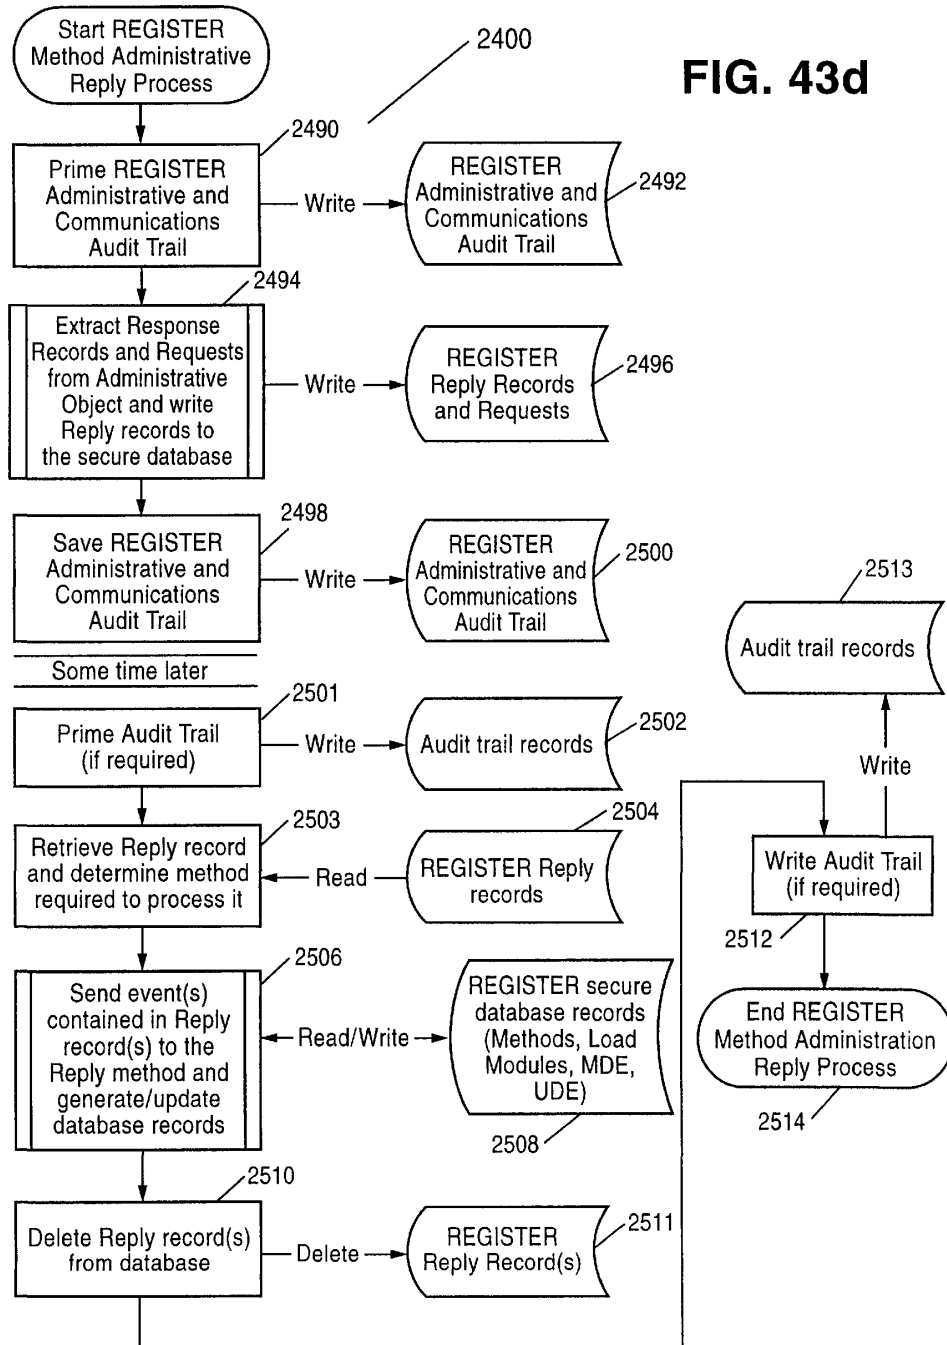 Start REGISTER
Method Administrative
Reply Process
2400
FIG. 43d
2490
Prime REGISTER
Administrative and
Communications
Audit Trail
Write
REGISTER
Administrative and
Communications
Audit Trail
2492
2494
Extract Response
Records and Requests
from Administrative
Object and write
Reply records to
the secure database
Write
REGISTER
Reply Records
and Requests
2496
2498
Save REGISTER
Administrative and
Communications
Audit Trail
Write
REGISTER
Administrative and
Communications
Audit Trail
2500
Some time later
2501
Prime Audit Trail
(if required)
Write
Audit trail records
2502
2503
Retrieve Reply record
and determine method
required to process it
Read
REGISTER Reply
records
2504
2506
Send event(s)
contained in Reply
record(s) to the
Reply method and
generate/update
database records
Read/Write
REGISTER secure
database records
(Methods, Load
Modules, MDE,
UDE)
2508
2510
Delete Reply record(s)
from database
Delete
REGISTER
Reply Record(s)
2511
2513
Audit trail records
Write
Write Audit Trail
(if required)
2512
End REGISTER
Method Administration
Reply Process
2514